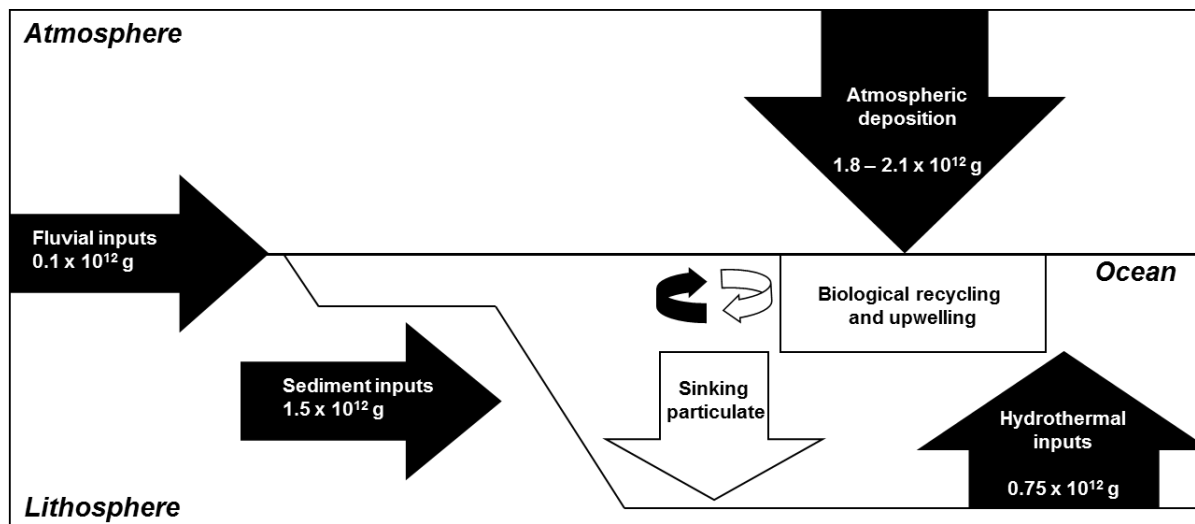 Atmosphere
Atmospheric
deposition
1.8 – 2.1 x 10¹² g
Fluvial inputs
0.1 x 10¹² g
Ocean
Biological recycling
and upwelling
Sediment inputs
1.5 x 10¹² g
Sinking
particulate
Hydrothermal
inputs
0.75 x 10¹² g
Lithosphere